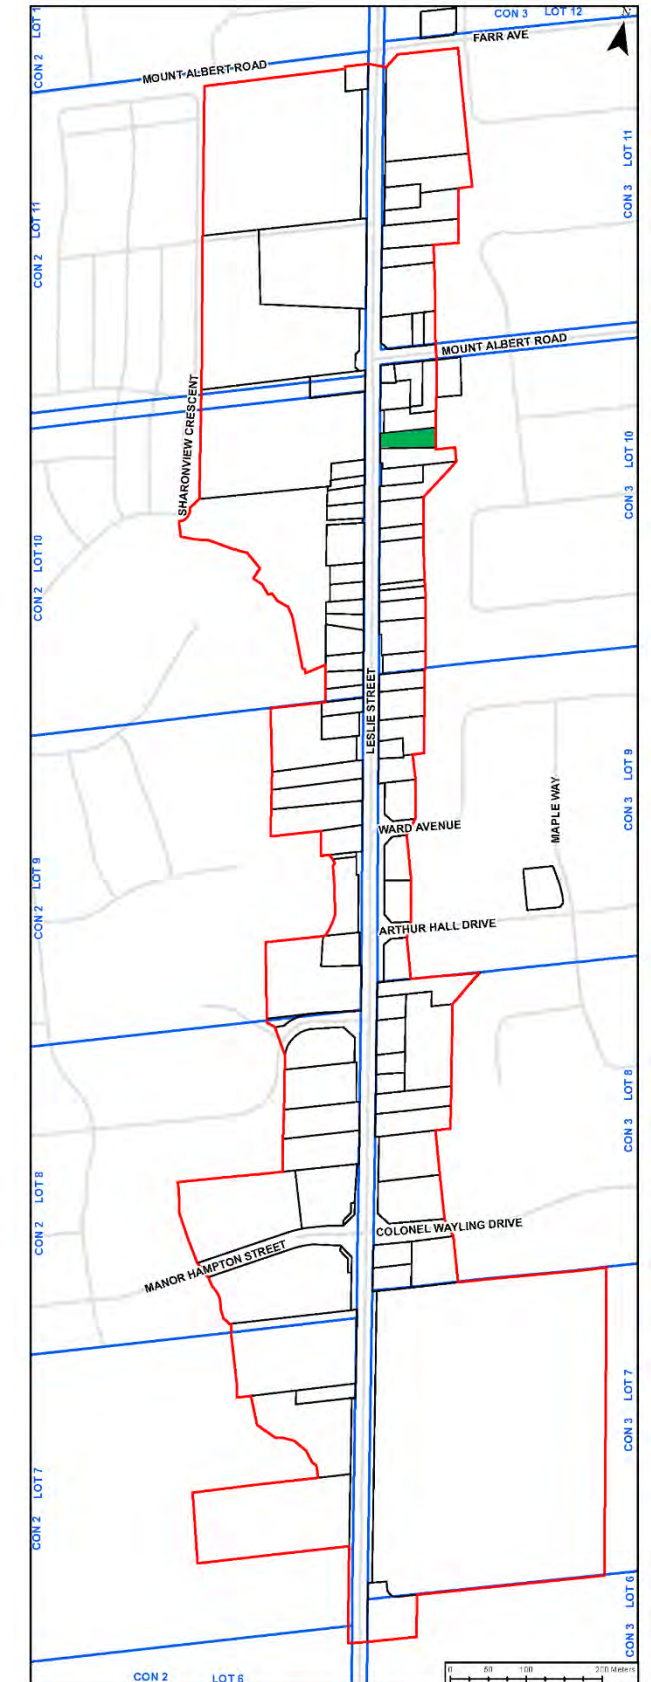 CON 3 LOT 12
N
LOT 1
CON 2
FARR AVE
MOUNT ALBERT ROAD
LOT 11
CON 3
LOT 11
CON 2
MOUNT ALBERT ROAD
SHARONVIEW CRESCENT
LOT 10
CON 3
LOT 10
CON 2
LESLIE STREET
LOT 9
CON 3
MAPLE WAY
WARD AVENUE
LOT 9
CON 2
ARTHUR HALL DRIVE
LOT 8
CON 3
LOT 8
CON 2
COLONEL WAYLING DRIVE
MANOR HAMPTON STREET
LOT 7
CON 3
LOT 7
CON 2
LOT 6
CON 3
CON 2 LOT 6
0 50 100 200 Meters